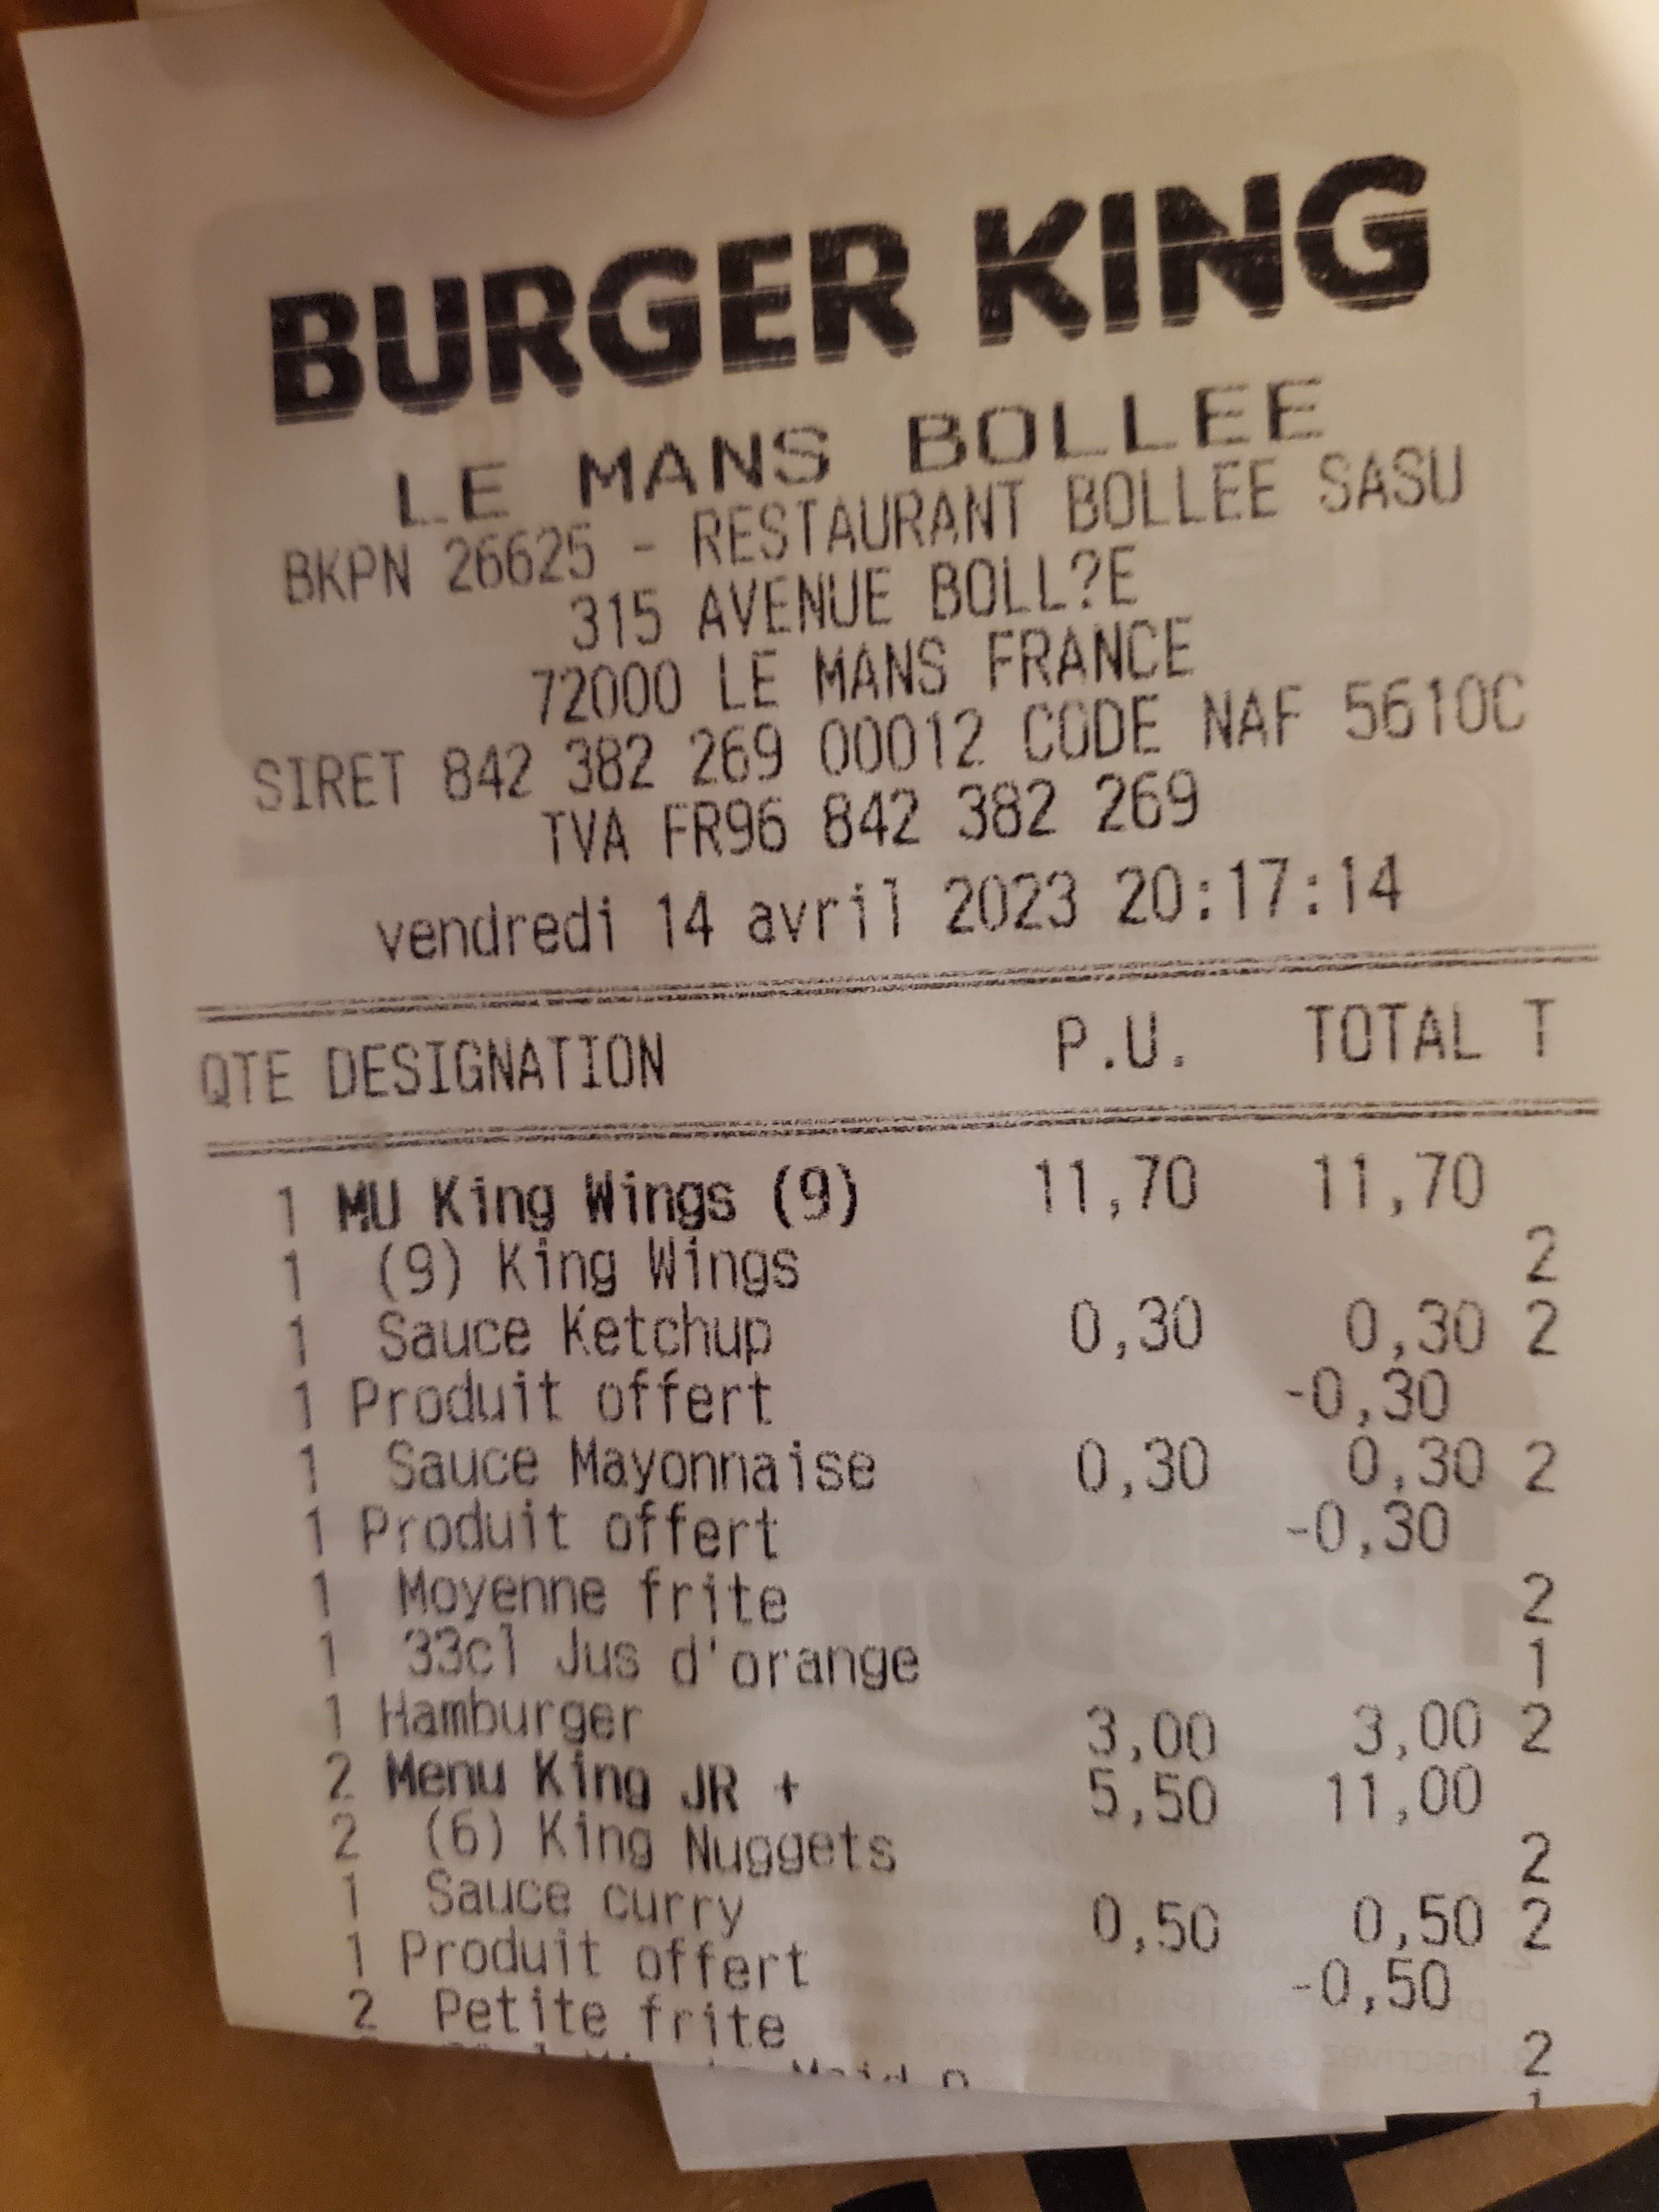 BURGER KING
LE MANS BOLLEE
BKPN 26625 - RESTAURANT BOLLEE SASU
315 AVENUE BOLL?E
72000 LE MANS FRANCE
SIRET 842 382 269 00012 CODE NAF 5610C
TVA FR96 842 382 269
vendredi 14 avril 2023 20:17:14
QTE DESIGNATION P.U. TOTAL T
1 MU King Wings (9) 11,70 11,70
1 (9) King Wings 2
1 Sauce Ketchup 0,30 0,30 2
1 Produit offert -0,30
1 Sauce Mayonnaise 0,30 0,30 2
1 Produit offert -0,30
1 Moyenne frite 2
1 33cl Jus d'orange 1
1 Hamburger 3,00 3,00 2
2 Menu King JR + 5,50 11,00
2 (6) King Nuggets 2
1 Sauce curry 0,50 0,50 2
1 Produit offert -0,50
2 Petite frite 2